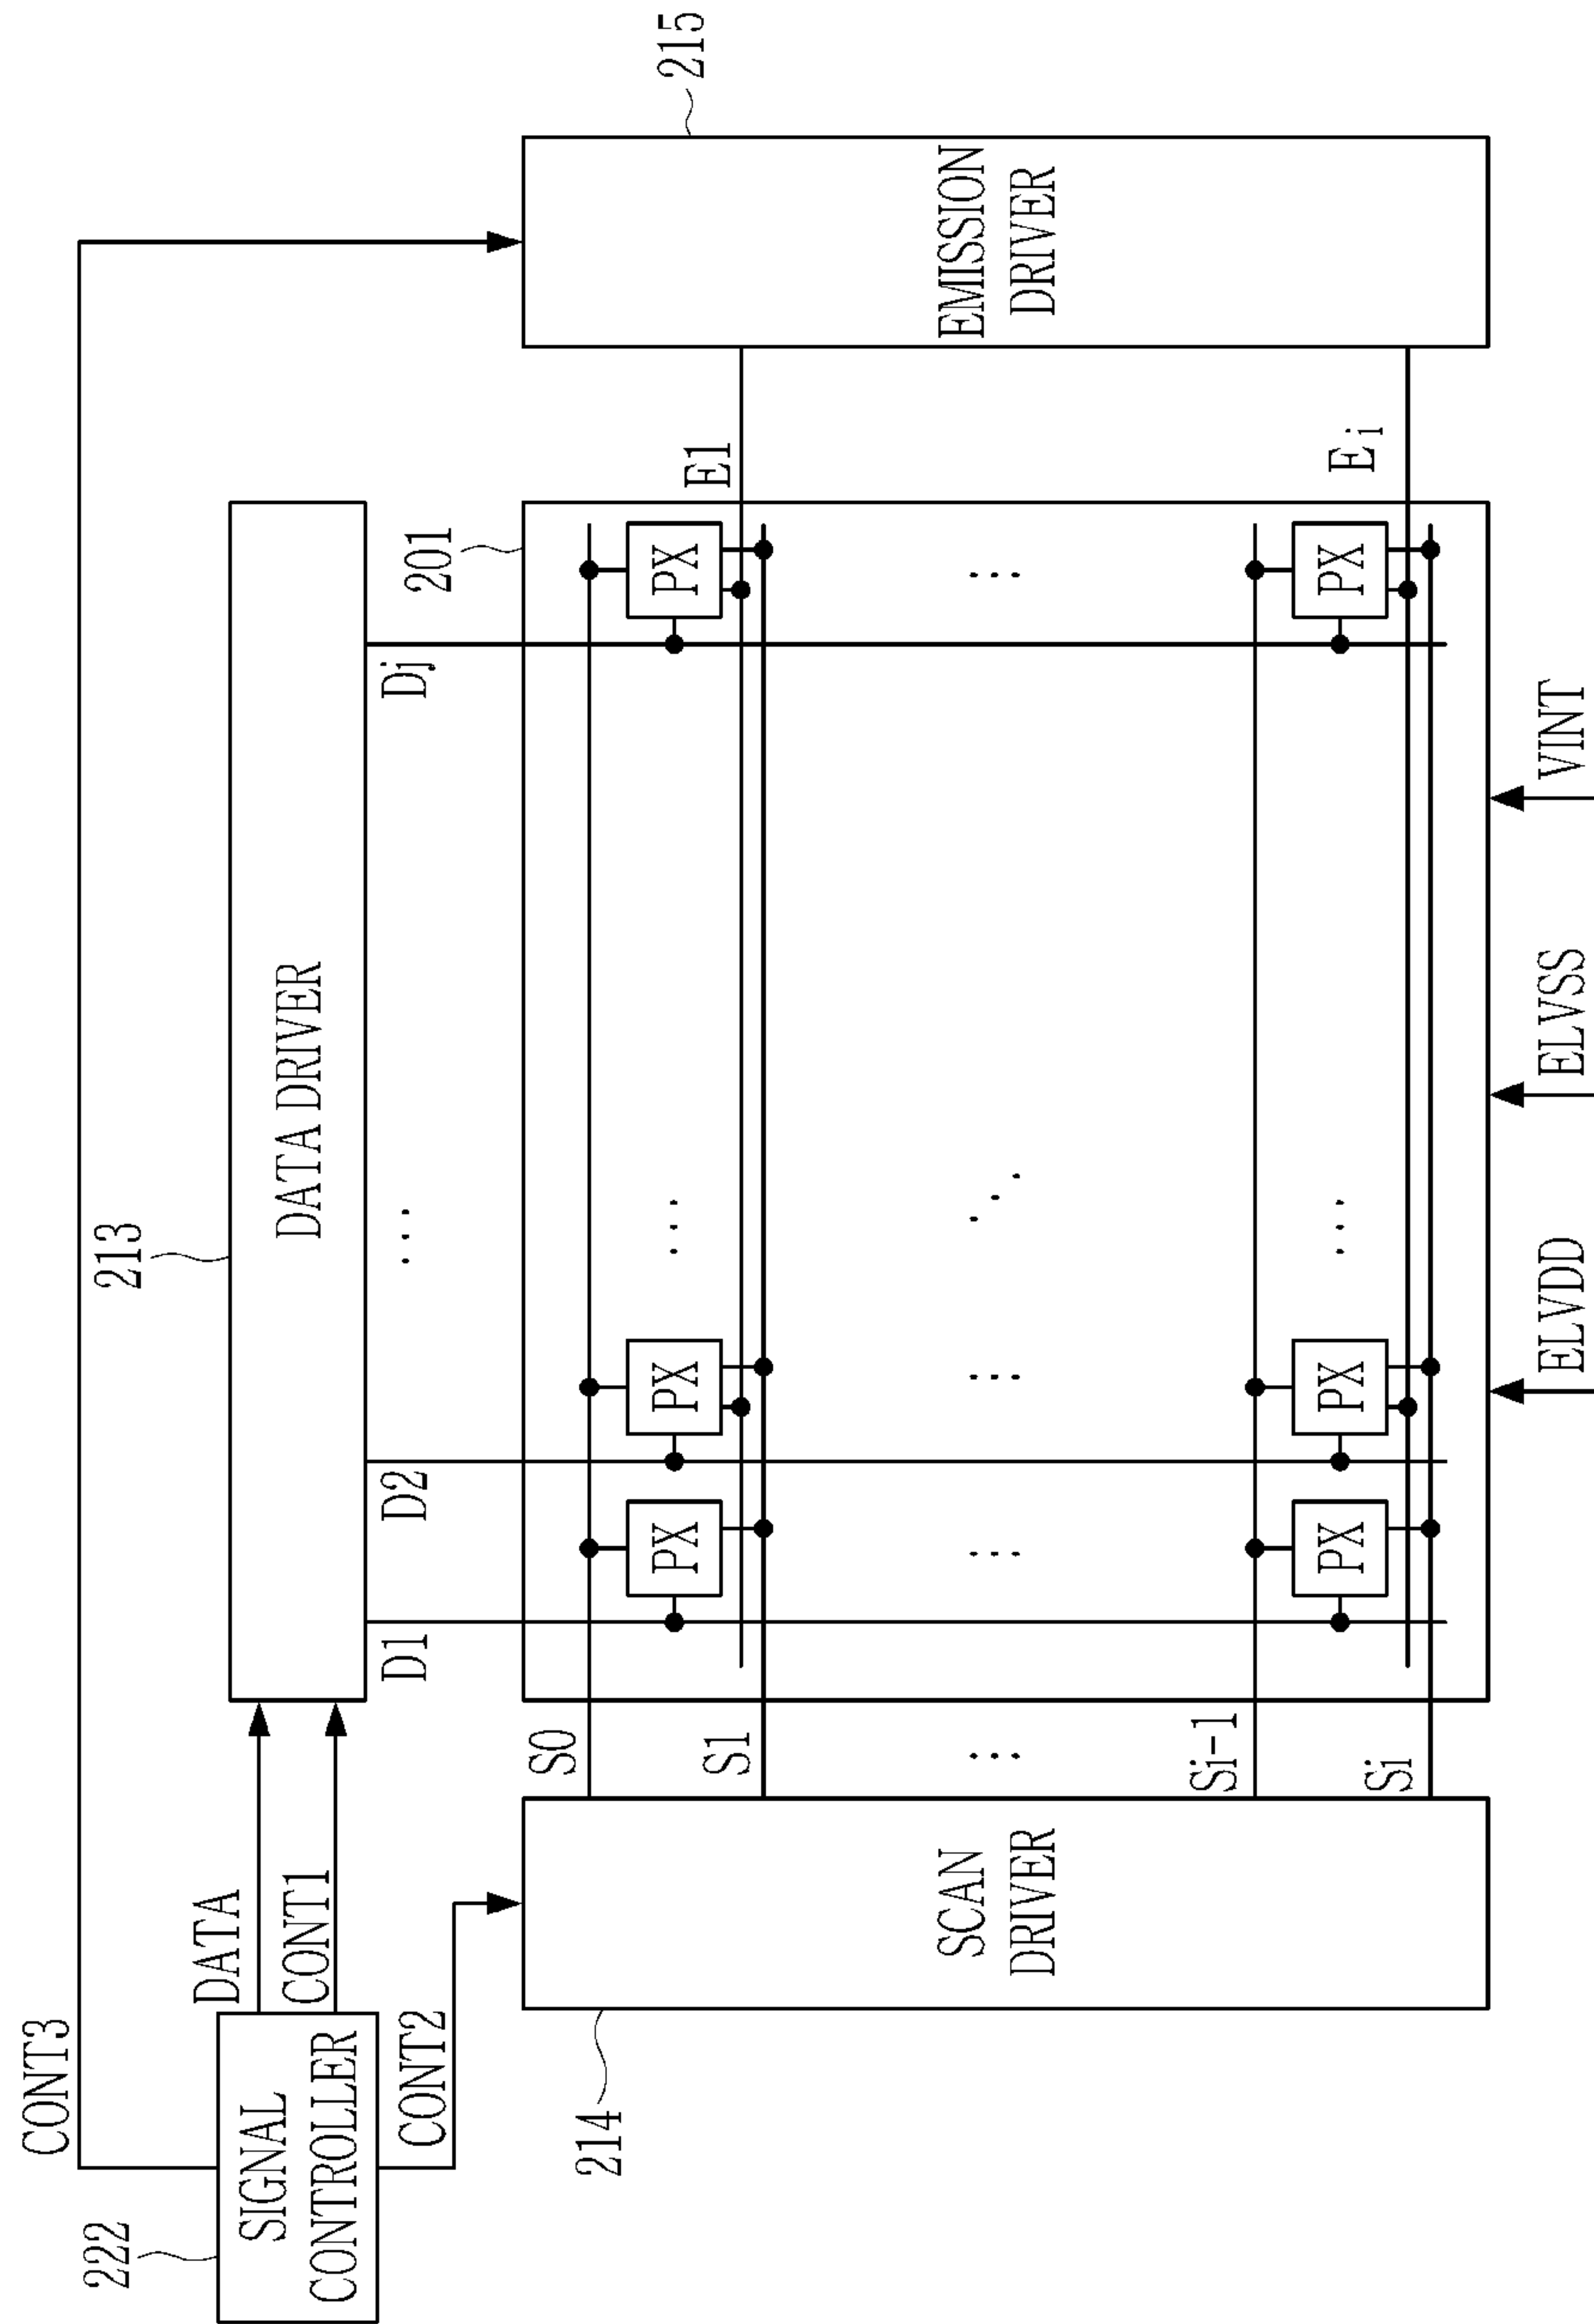 CONT3
222
SIGNAL
CONTROLLER
DATA
CONT1
CONT2
213
DATA DRIVER
D1
D2
...
Dj
201
214
SCAN
DRIVER
S0
S1
...
Si-1
Si
PX
PX
...
PX
E1
...
...
...
...
PX
PX
...
PX
Ei
215
EMISSION
DRIVER
ELVDD
ELVSS
VINT